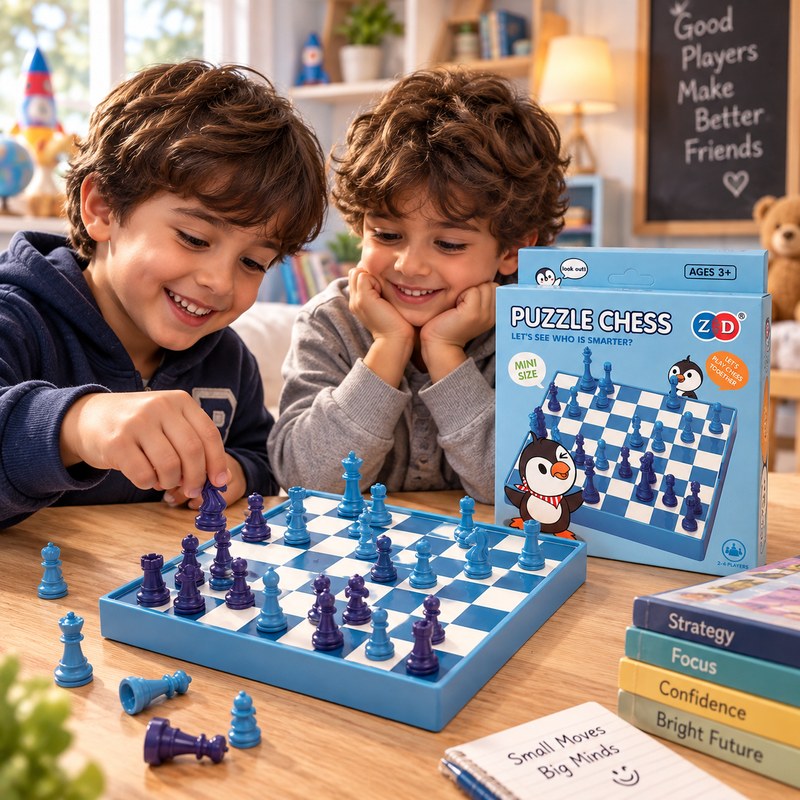 Good
Players
Make
Better
Friends
look out!
AGES 3+
PUZZLE CHESS
ZD®
LET'S SEE WHO IS SMARTER?
MINI
SIZE
LET'S
PLAY CHESS
TOGETHER
2-4 PLAYERS
Strategy
Focus
Confidence
Bright Future
Small Moves
Big Minds